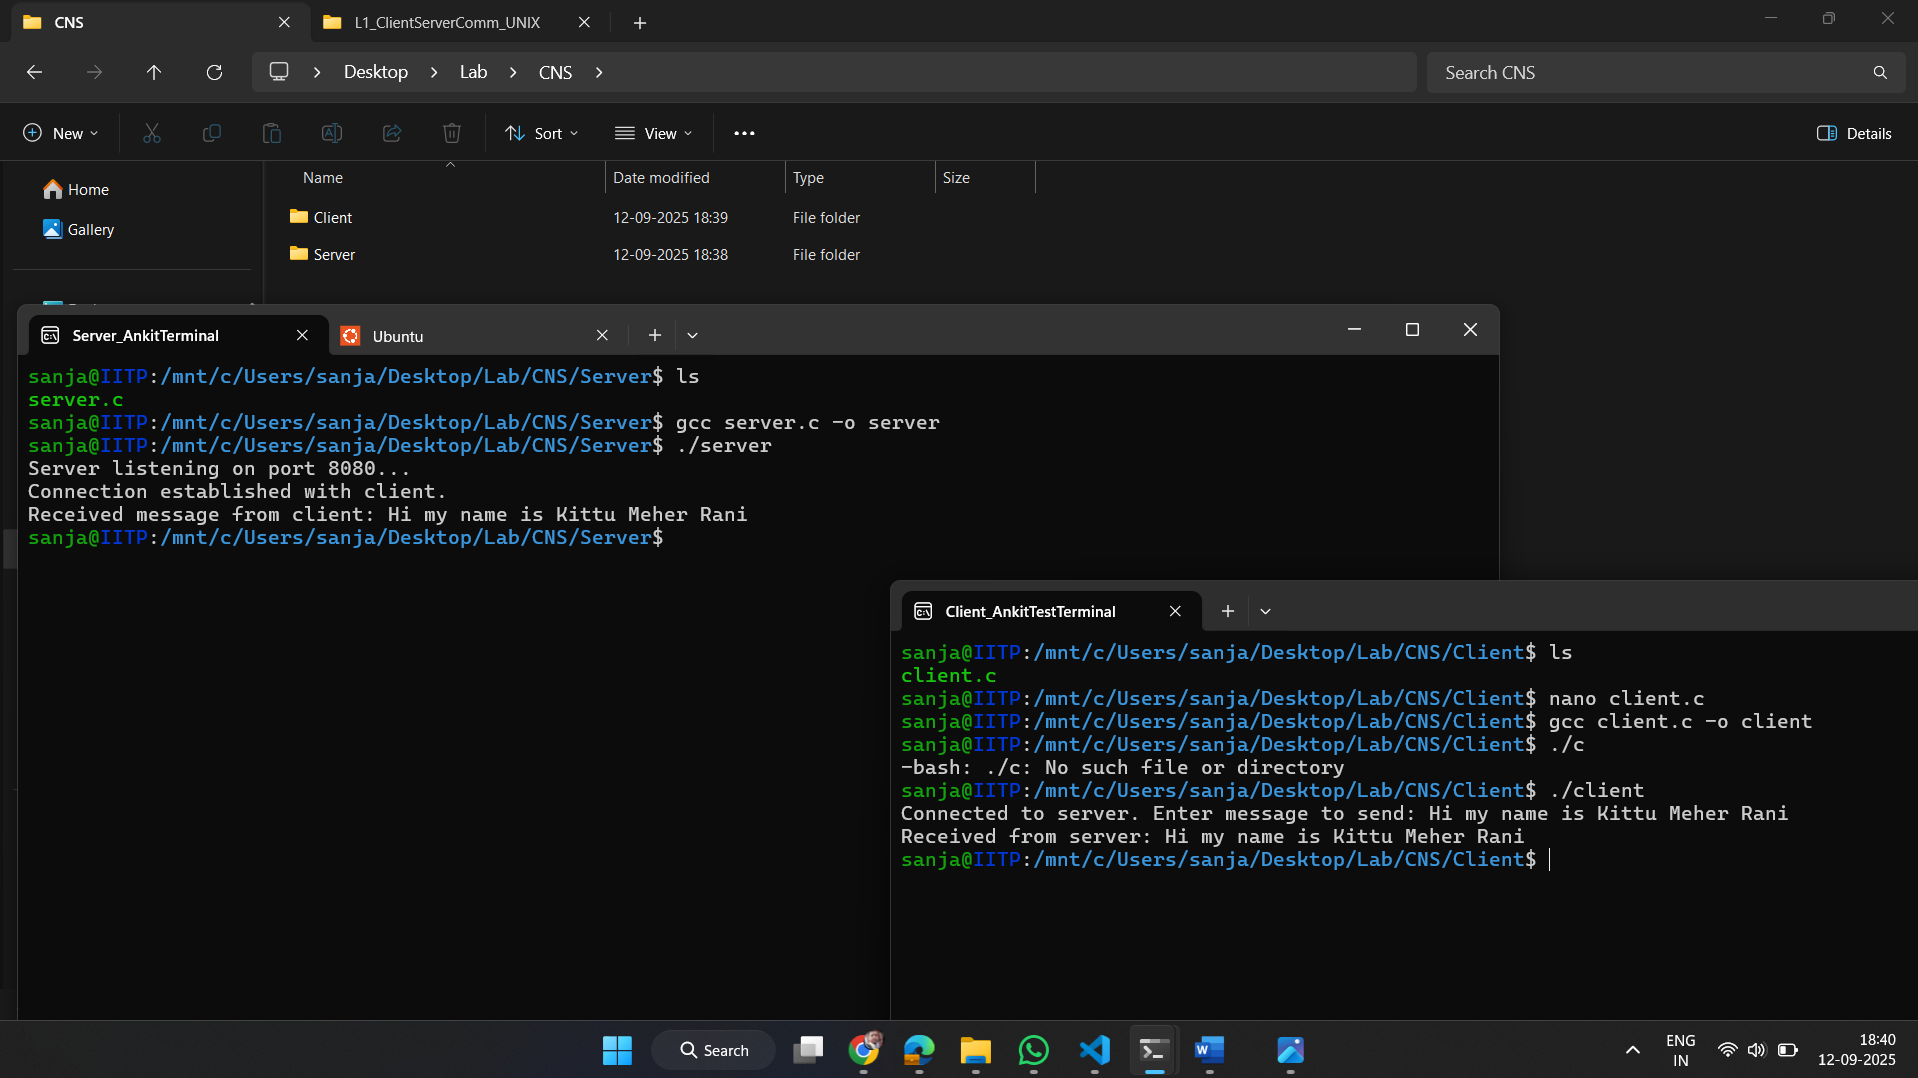 CNS
L1_ClientServerComm_UNIX
Desktop
Lab
CNS
Search CNS
New
Sort
View
Details
Name
Date modified
Type
Size
Home
Client
12-09-2025 18:39
File folder
Gallery
Server
12-09-2025 18:38
File folder
Server_AnkitTerminal
Ubuntu
sanja@IITP:/mnt/c/Users/sanja/Desktop/Lab/CNS/Server$ ls
server.c
sanja@IITP:/mnt/c/Users/sanja/Desktop/Lab/CNS/Server$ gcc server.c -o server
sanja@IITP:/mnt/c/Users/sanja/Desktop/Lab/CNS/Server$ ./server
Server listening on port 8080...
Connection established with client.
Received message from client: Hi my name is Kittu Meher Rani
sanja@IITP:/mnt/c/Users/sanja/Desktop/Lab/CNS/Server$
Client_AnkitTestTerminal
sanja@IITP:/mnt/c/Users/sanja/Desktop/Lab/CNS/Client$ ls
client.c
sanja@IITP:/mnt/c/Users/sanja/Desktop/Lab/CNS/Client$ nano client.c
sanja@IITP:/mnt/c/Users/sanja/Desktop/Lab/CNS/Client$ gcc client.c -o client
sanja@IITP:/mnt/c/Users/sanja/Desktop/Lab/CNS/Client$ ./c
-bash: ./c: No such file or directory
sanja@IITP:/mnt/c/Users/sanja/Desktop/Lab/CNS/Client$ ./client
Connected to server. Enter message to send: Hi my name is Kittu Meher Rani
Received from server: Hi my name is Kittu Meher Rani
sanja@IITP:/mnt/c/Users/sanja/Desktop/Lab/CNS/Client$
Search
ENG
IN
18:40
12-09-2025